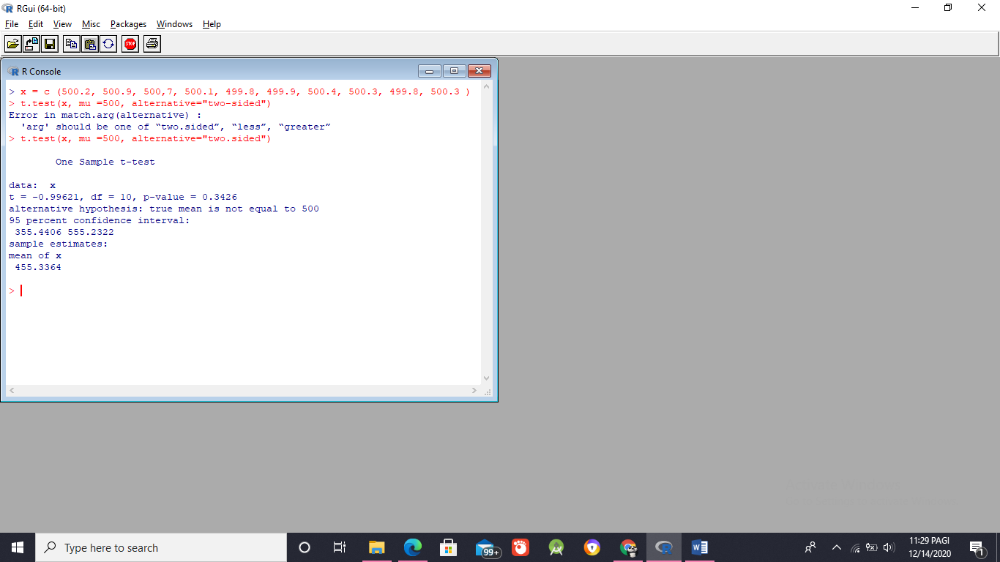 RGui (64-bit)
File Edit View Misc Packages Windows Help
STOP
R Console
> x = c (500.2, 500.9, 500,7, 500.1, 499.8, 499.9, 500.4, 500.3, 499.8, 500.3 )
> t.test(x, mu =500, alternative="two-sided")
Error in match.arg(alternative) :
'arg' should be one of “two.sided”, “less”, “greater”
> t.test(x, mu =500, alternative="two.sided")
One Sample t-test
data: x
t = -0.99621, df = 10, p-value = 0.3426
alternative hypothesis: true mean is not equal to 500
95 percent confidence interval:
355.4406 555.2322
sample estimates:
mean of x
455.3364
>
Type here to search
99+
11:29 PAGI
12/14/2020
1